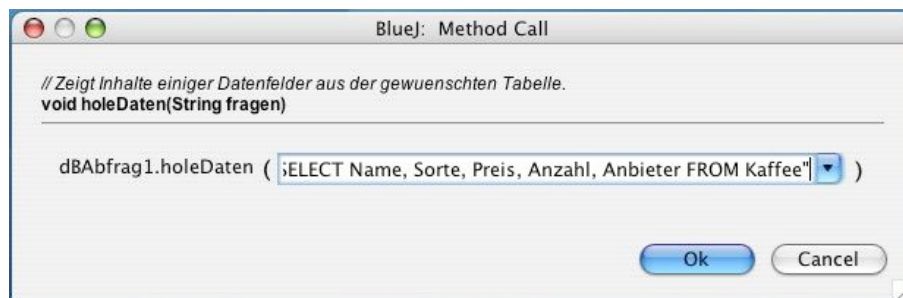 BlueJ: Method Call
// Zeigt Inhalte einiger Datenfelder aus der gewuenschten Tabelle.
void holeDaten(String fragen)
dBAbfrag1.holeDaten ( SELECT Name, Sorte, Preis, Anzahl, Anbieter FROM Kaffee" )
Ok Cancel